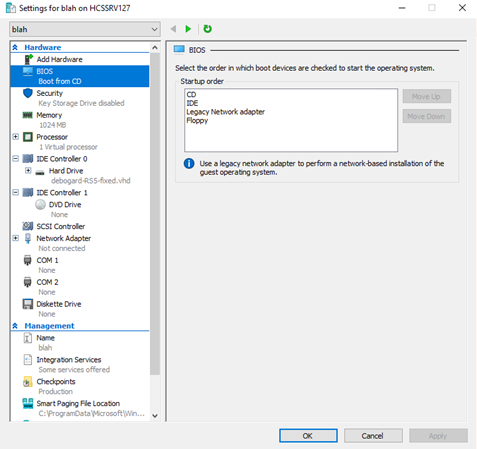 Settings for blah on HCSSRV127
blah
Hardware
Add Hardware
BIOS
Boot from CD
Security
Key Storage Drive disabled
Memory
1024 MB
Processor
1 Virtual processor
IDE Controller 0
Hard Drive
debogard-RS5-fixed.vhd
IDE Controller 1
DVD Drive
None
SCSI Controller
Network Adapter
Not connected
COM 1
None
COM 2
None
Diskette Drive
None
Management
Name
blah
Integration Services
Some services offered
Checkpoints
Production
Smart Paging File Location
C:\ProgramData\Microsoft\Win...
BIOS
Select the order in which boot devices are checked to start the operating system.
Startup order
CD
IDE
Legacy Network adapter
Floppy
Move Up
Move Down
Use a legacy network adapter to perform a network-based installation of the
guest operating system.
OK
Cancel
Apply